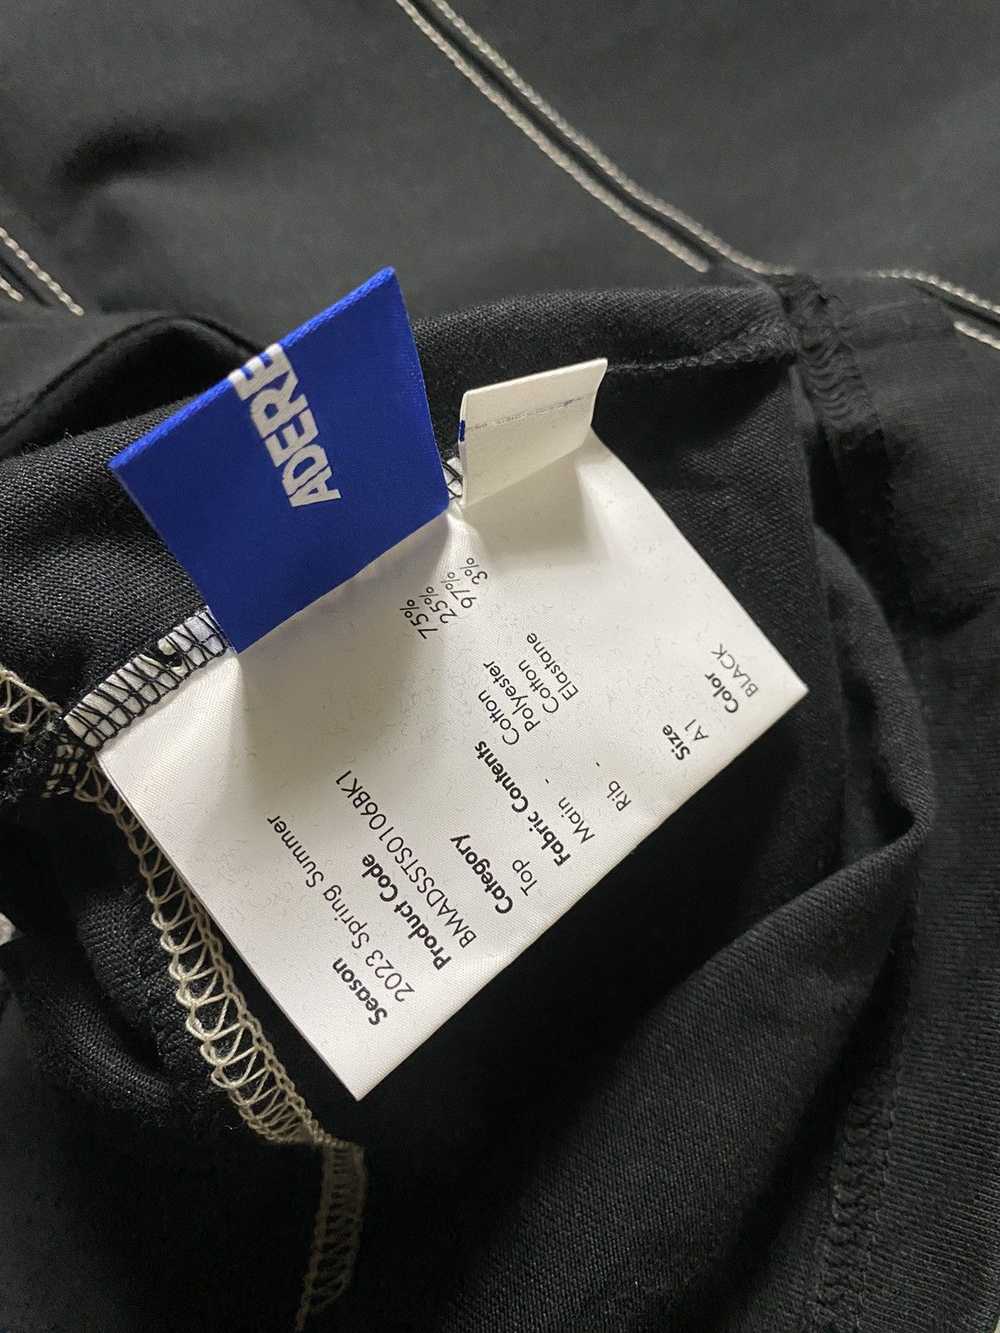 ADERE
Season
2023 Spring Summer
Product Code
BMADSSTS0106BK1
Category
Top
Fabric Contents
Main - Cotton 75%
Polyester 25%
Rib - Cotton 97%
Elastane 3%
Size Color
A1 BLACK